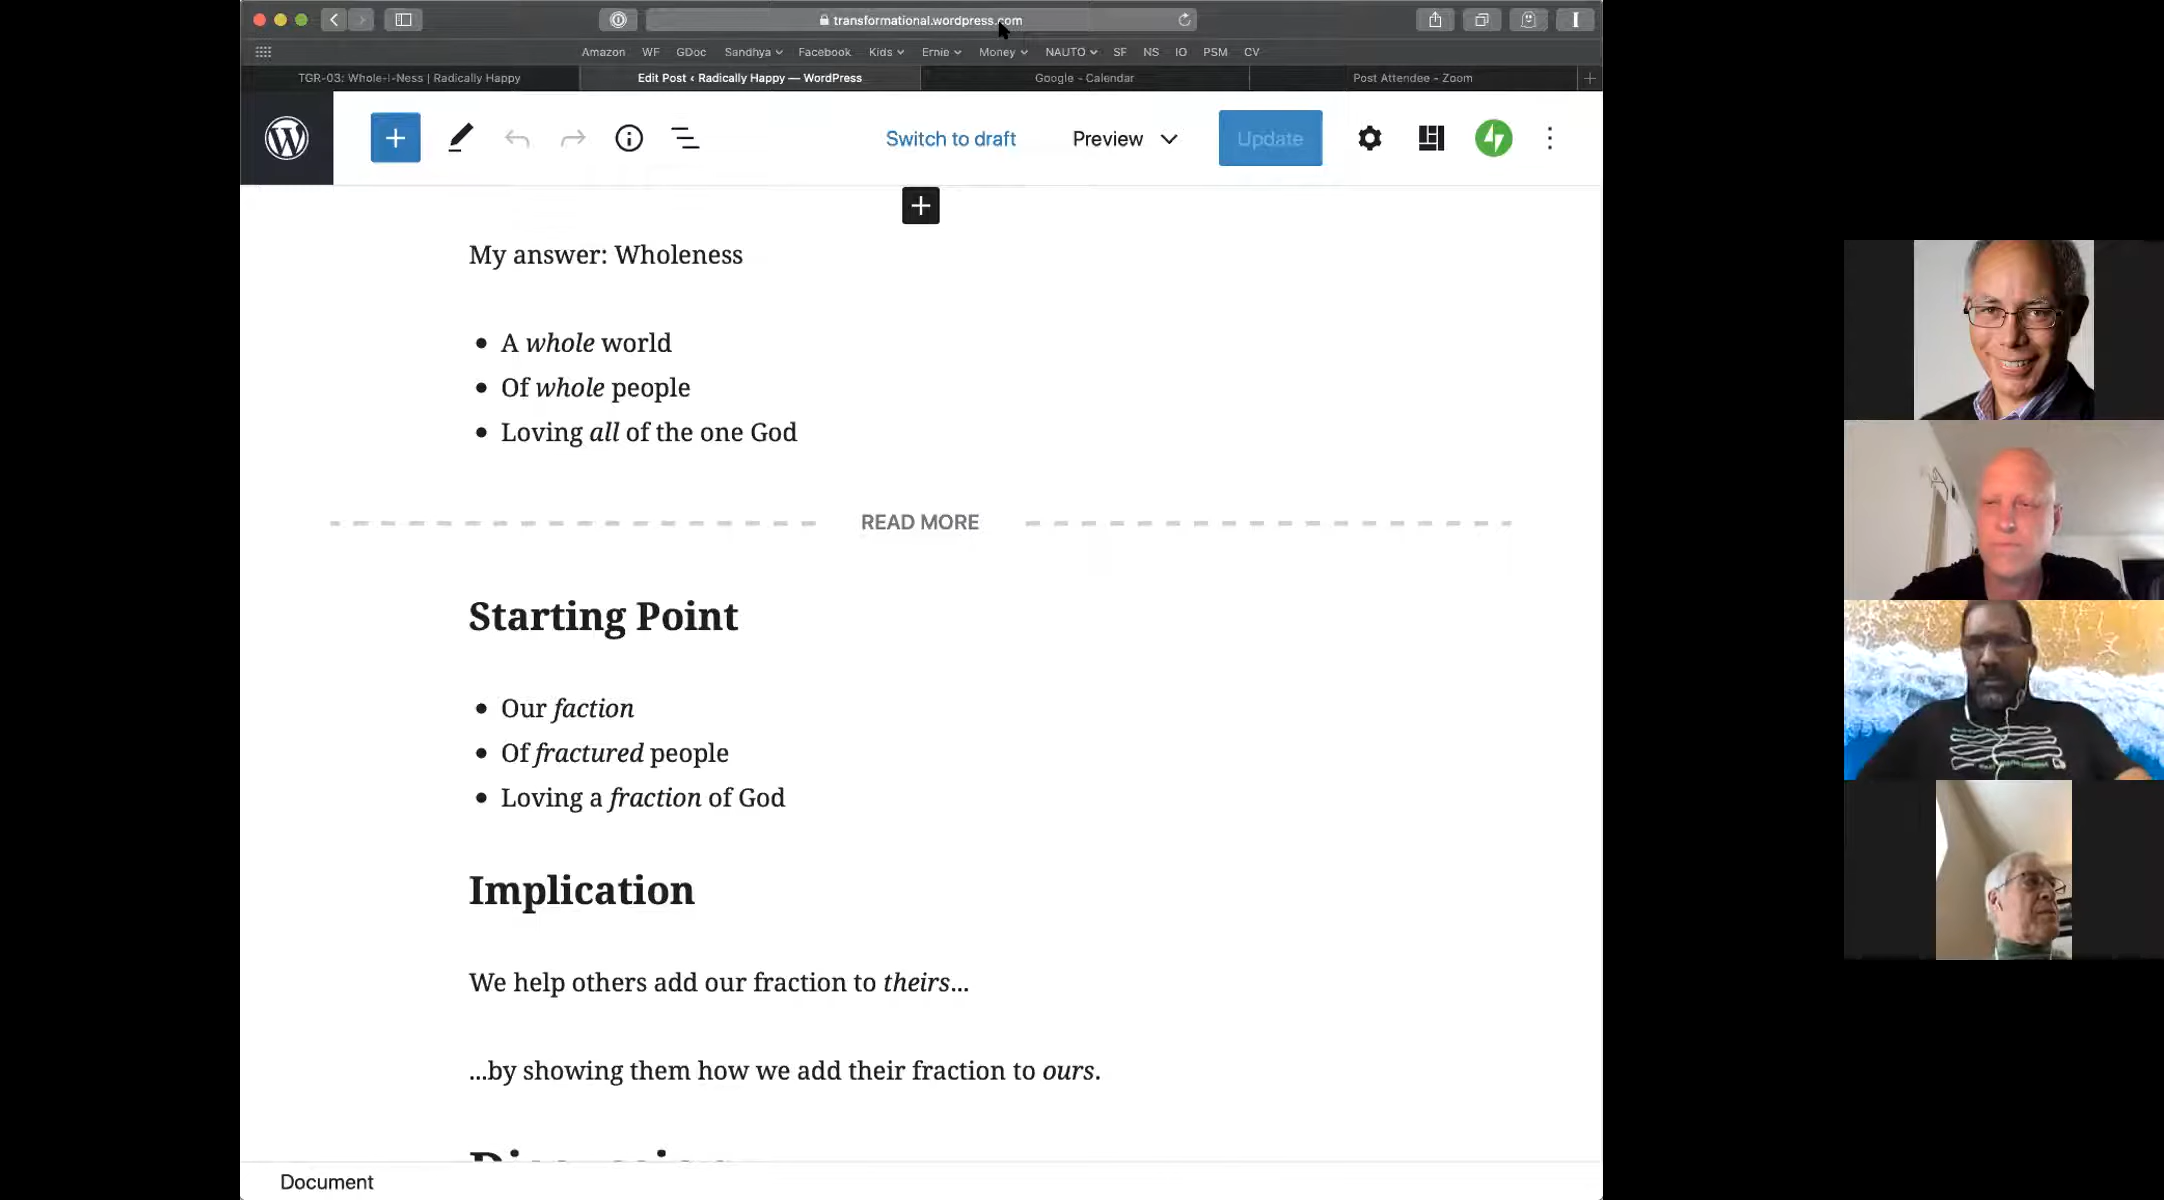 transformational.wordpress.com
Amazon WF GDoc Sandhya Facebook Kids Ernie Money NAUTO SF NS IO PSM CV
TGR-03: Whole-I-Ness | Radically Happy
Edit Post ‹ Radically Happy — WordPress
Google - Calendar
Post Attendee - Zoom
Switch to draft
Preview
Update
My answer: Wholeness
A whole world
Of whole people
Loving all of the one God
READ MORE
Starting Point
Our faction
Of fractured people
Loving a fraction of God
Implication
We help others add our fraction to theirs...
...by showing them how we add their fraction to ours.
Document